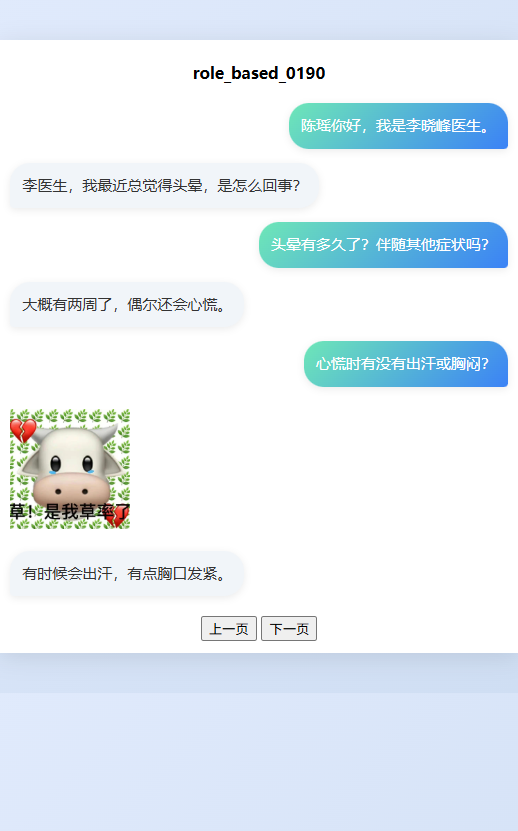 role_based_0190
陈瑶你好，我是李晓峰医生。
李医生，我最近总觉得头晕，是怎么回事？
头晕有多久了？伴随其他症状吗？
大概有两周了，偶尔还会心慌。
心慌时有没有出汗或胸闷？
草！是我草率了
有时候会出汗，有点胸口发紧。
上一页 下一页